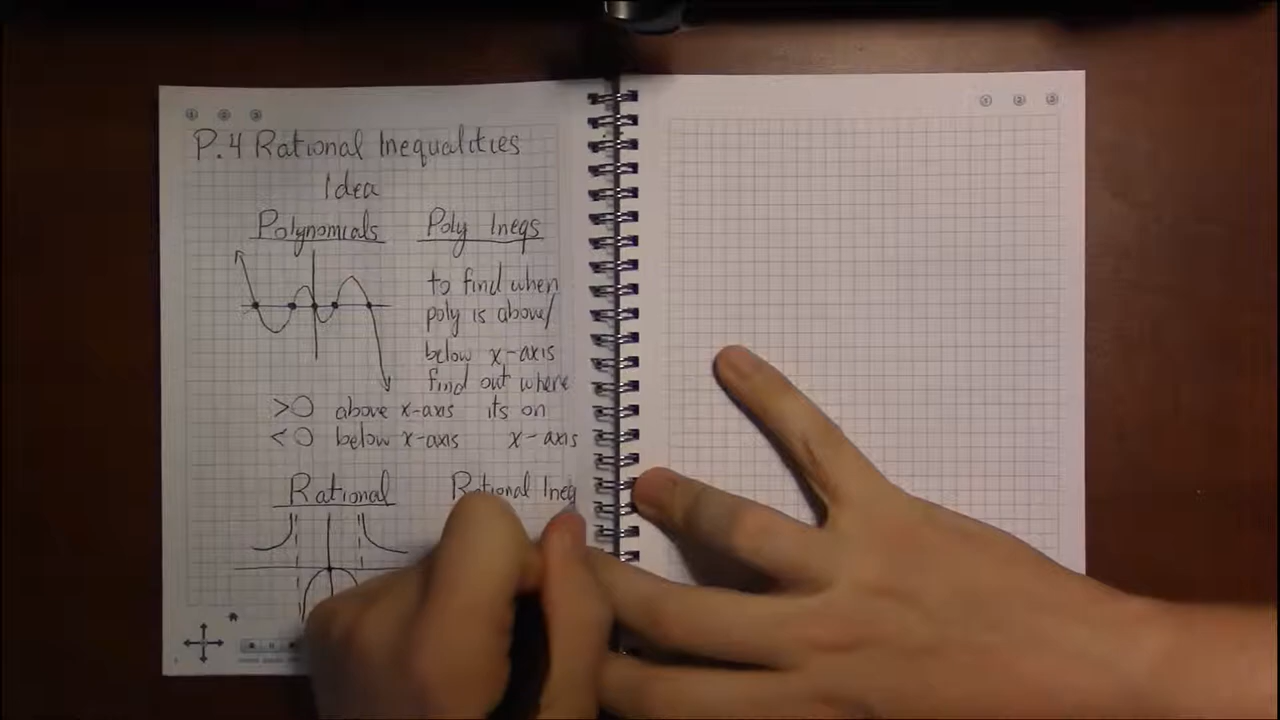 P.4 Rational Inequalities
Idea
Polynomials
Poly Ineqs
to find when
poly is above/
below x-axis
find out where
its on
x-axis
>0 above x-axis
<0 below x-axis
Rational
Rational Ineq